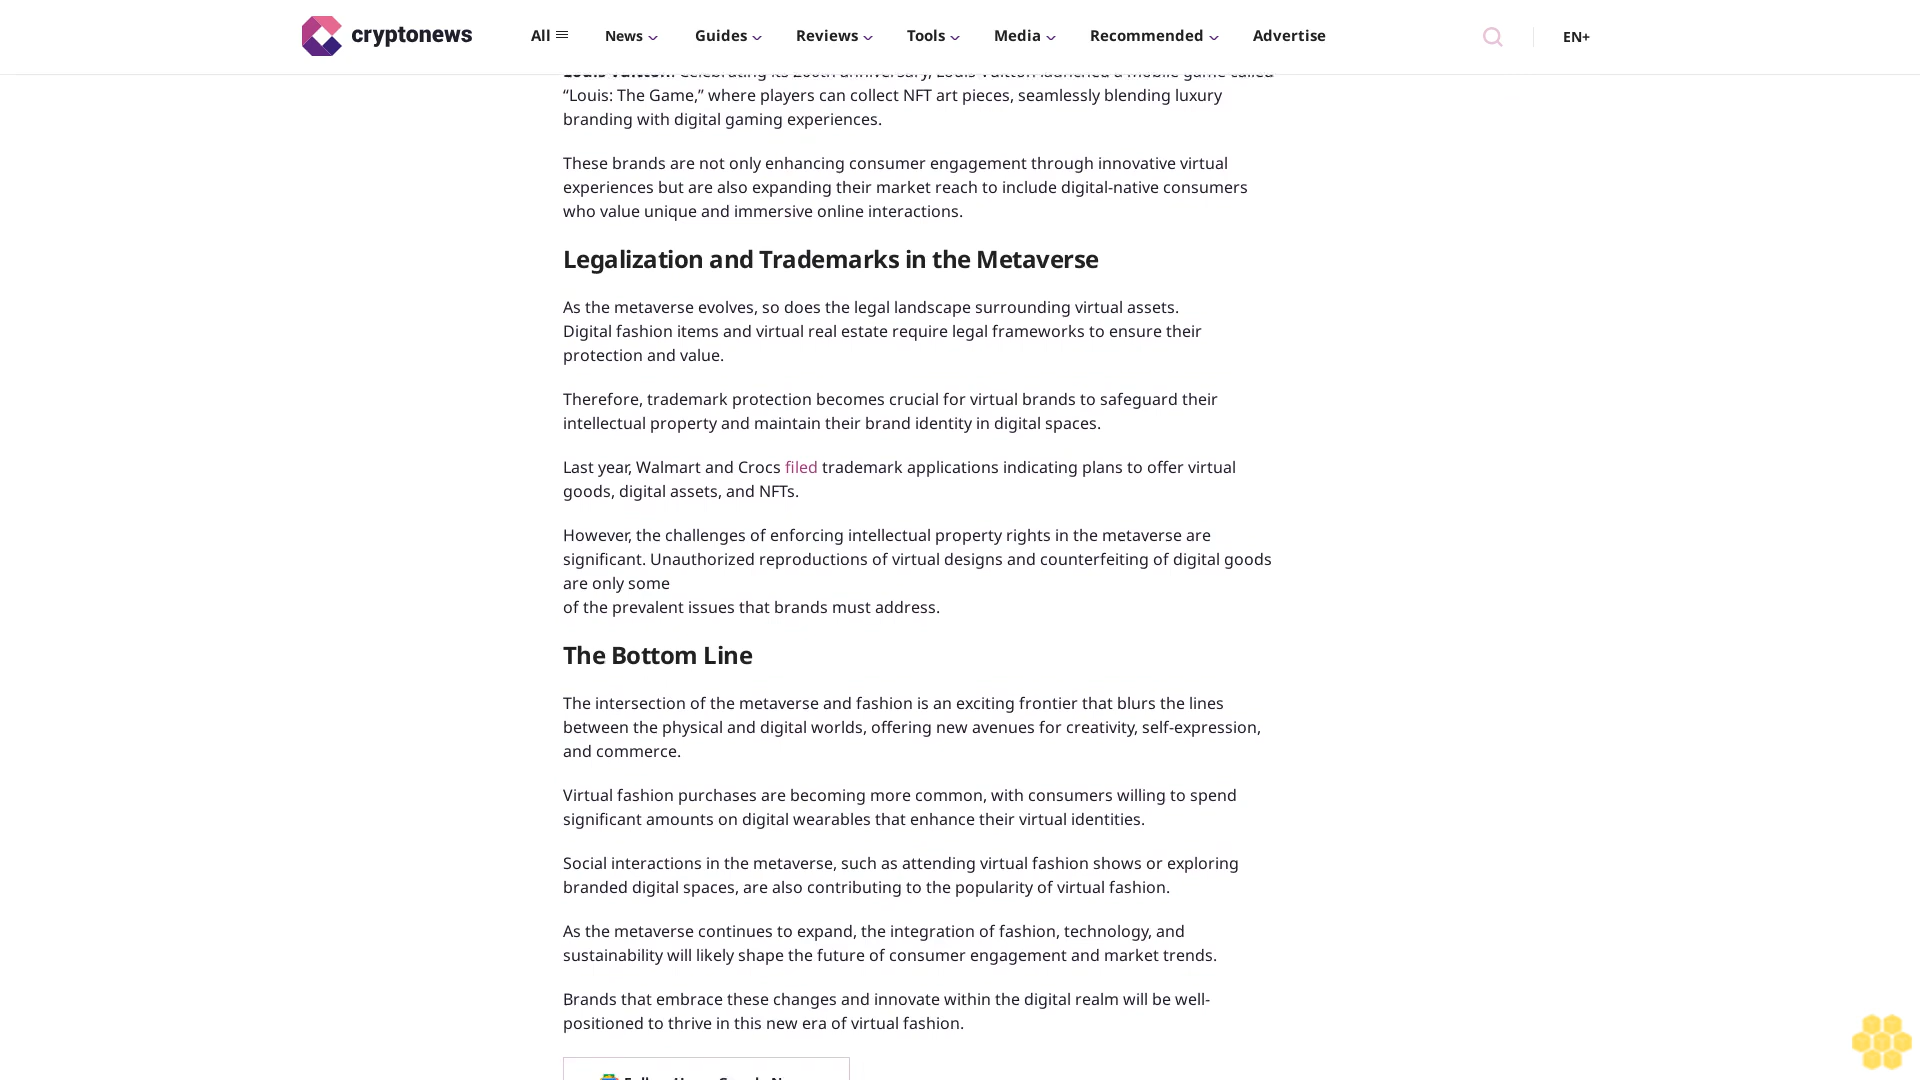 cryptonews
All
News
Guides
Reviews
Tools
Media
Recommended
Advertise
EN+
“Louis: The Game,” where players can collect NFT art pieces, seamlessly blending luxury
branding with digital gaming experiences.
These brands are not only enhancing consumer engagement through innovative virtual
experiences but are also expanding their market reach to include digital-native consumers
who value unique and immersive online interactions.
Legalization and Trademarks in the Metaverse
As the metaverse evolves, so does the legal landscape surrounding virtual assets.
Digital fashion items and virtual real estate require legal frameworks to ensure their
protection and value.
Therefore, trademark protection becomes crucial for virtual brands to safeguard their
intellectual property and maintain their brand identity in digital spaces.
Last year, Walmart and Crocs filed trademark applications indicating plans to offer virtual
goods, digital assets, and NFTs.
However, the challenges of enforcing intellectual property rights in the metaverse are
significant. Unauthorized reproductions of virtual designs and counterfeiting of digital goods
are only some
of the prevalent issues that brands must address.
The Bottom Line
The intersection of the metaverse and fashion is an exciting frontier that blurs the lines
between the physical and digital worlds, offering new avenues for creativity, self-expression,
and commerce.
Virtual fashion purchases are becoming more common, with consumers willing to spend
significant amounts on digital wearables that enhance their virtual identities.
Social interactions in the metaverse, such as attending virtual fashion shows or exploring
branded digital spaces, are also contributing to the popularity of virtual fashion.
As the metaverse continues to expand, the integration of fashion, technology, and
sustainability will likely shape the future of consumer engagement and market trends.
Brands that embrace these changes and innovate within the digital realm will be well-
positioned to thrive in this new era of virtual fashion.